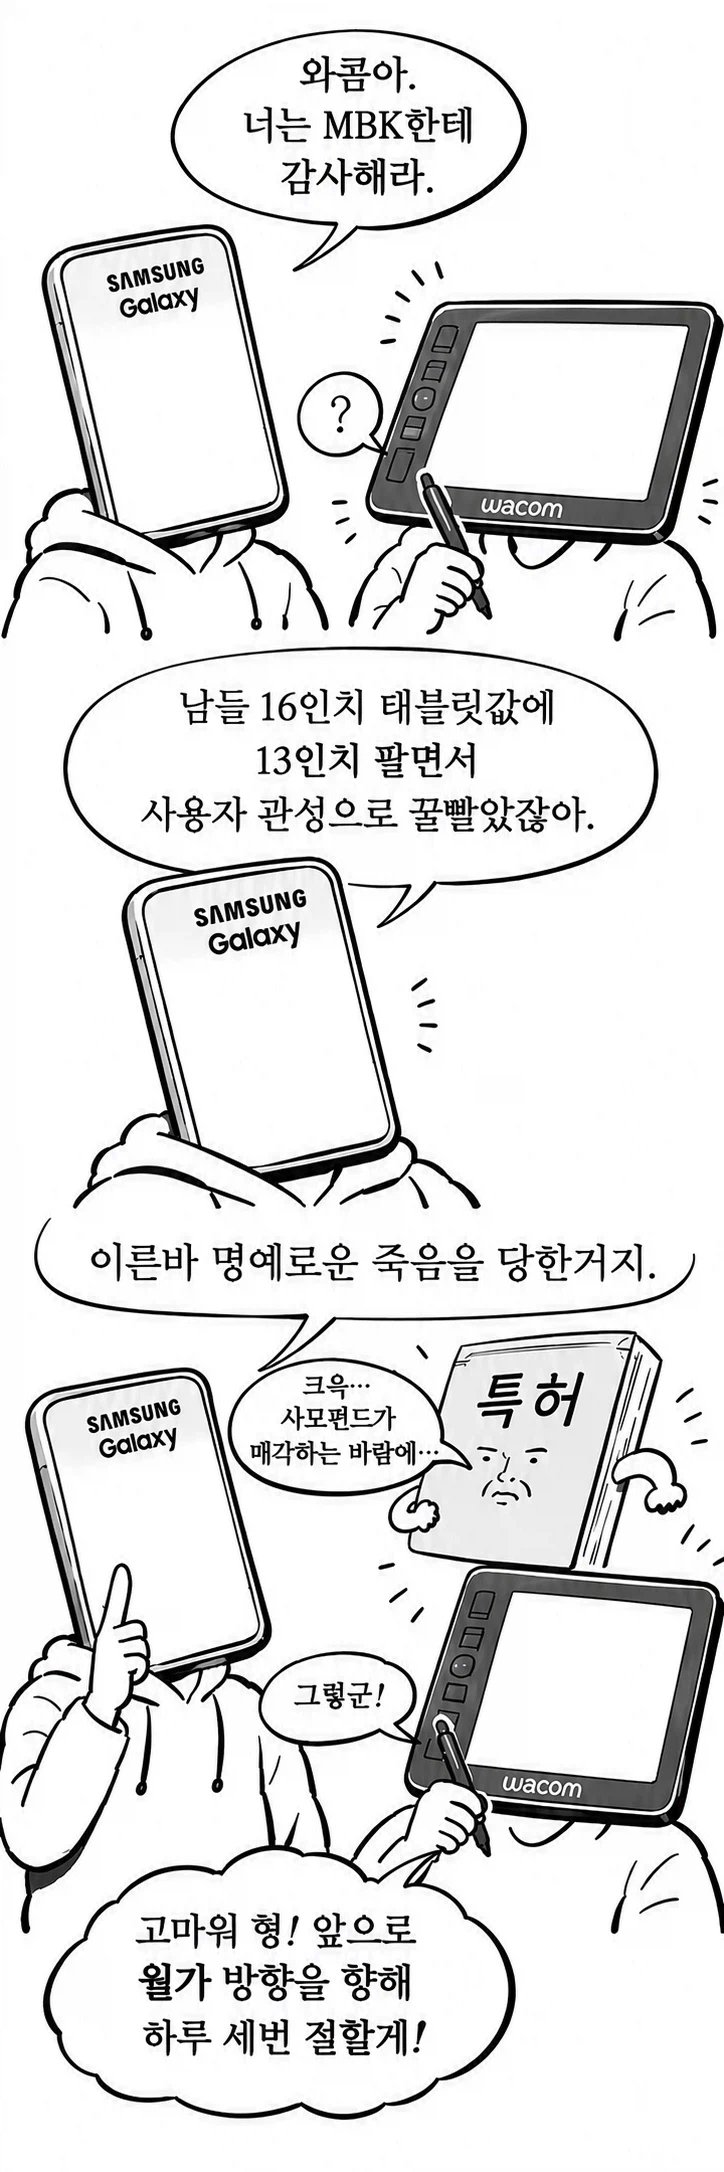 와콤아.
너는 MBK한테
감사해라.
SAMSUNG
Galaxy
?
wacom
남들 16인치 태블릿값에
13인치 팔면서
사용자 관성으로 꿀빨았잖아.
SAMSUNG
Galaxy
이른바 명예로운 죽음을 당한거지.
SAMSUNG
Galaxy
크윽…
사모펀드가
매각하는 바람에…
특허
그렇군!
wacom
고마워 형! 앞으로
월가 방향을 향해
하루 세번 절할게!